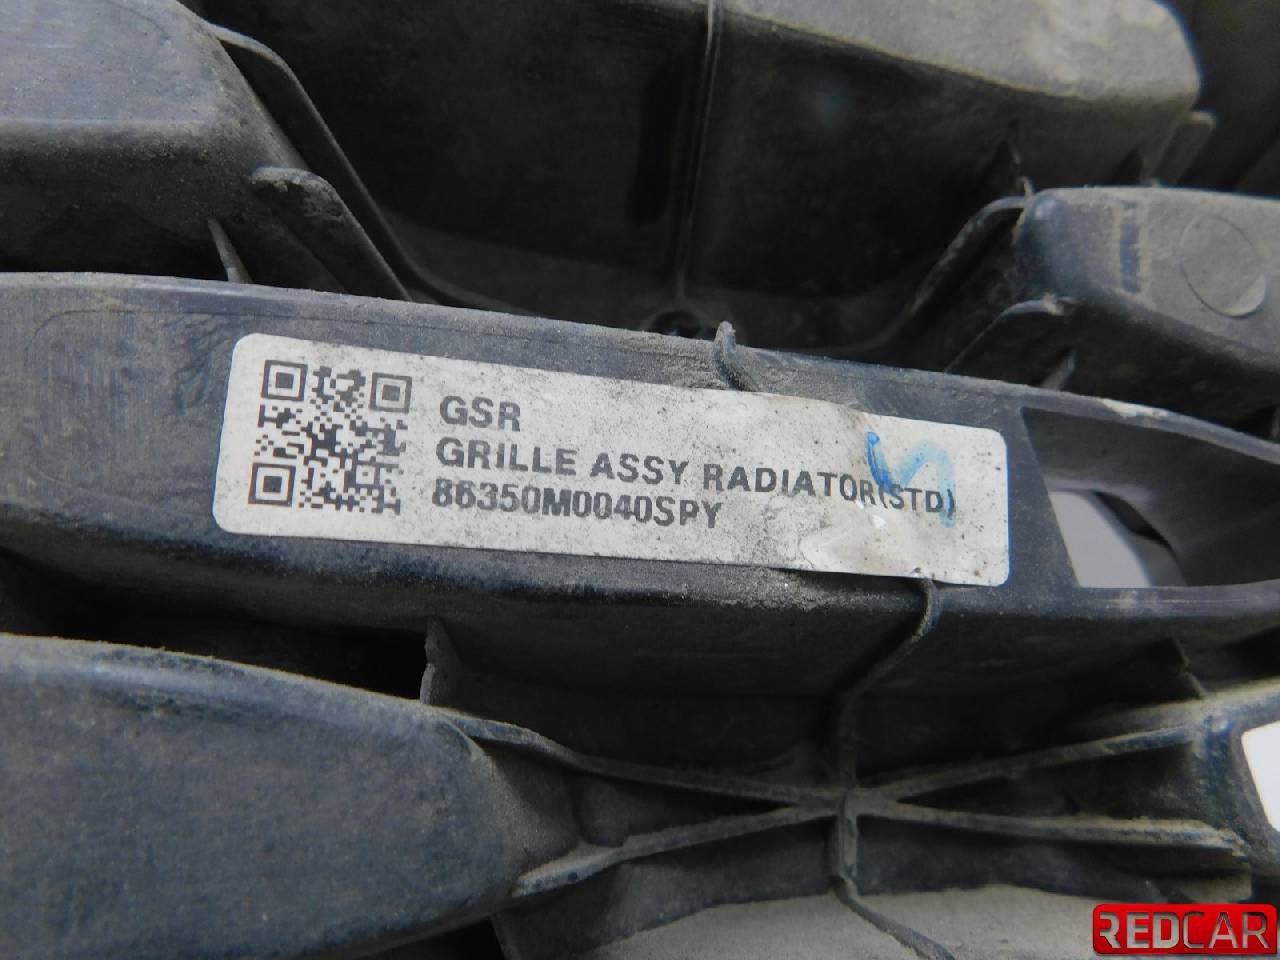 GSR
GRILLE ASSY RADIATOR(STD)
86350M0040SPY
REDCAR